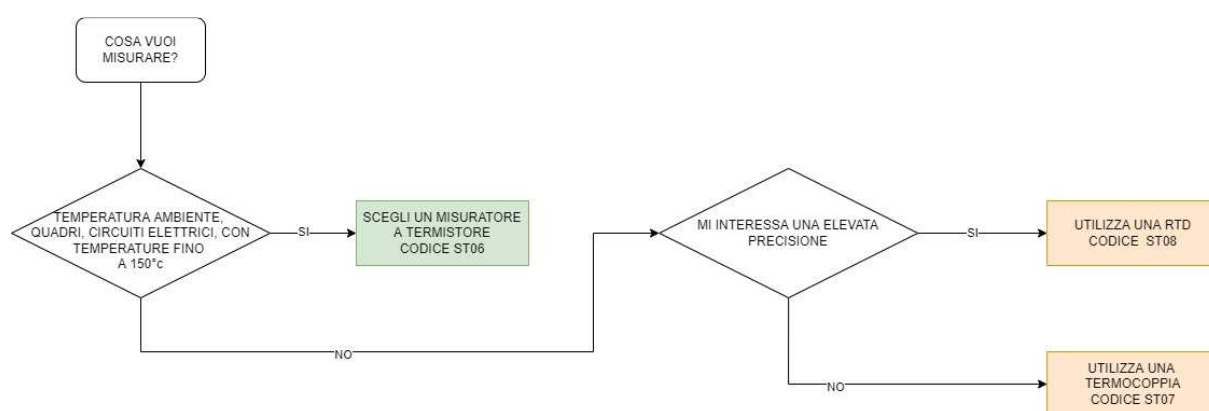 COSA VUOI
MISURARE?
TEMPERATURA AMBIENTE,
QUADRI, CIRCUITI ELETTRICI, CON
TEMPERATURE FINO
A 150°c
SI
SCEGLI UN MISURATORE
A TERMISTORE
CODICE ST06
NO
MI INTERESSA UNA ELEVATA
PRECISIONE
SI
UTILIZZA UNA RTD
CODICE ST08
NO
UTILIZZA UNA
TERMOCOPPIA
CODICE ST07